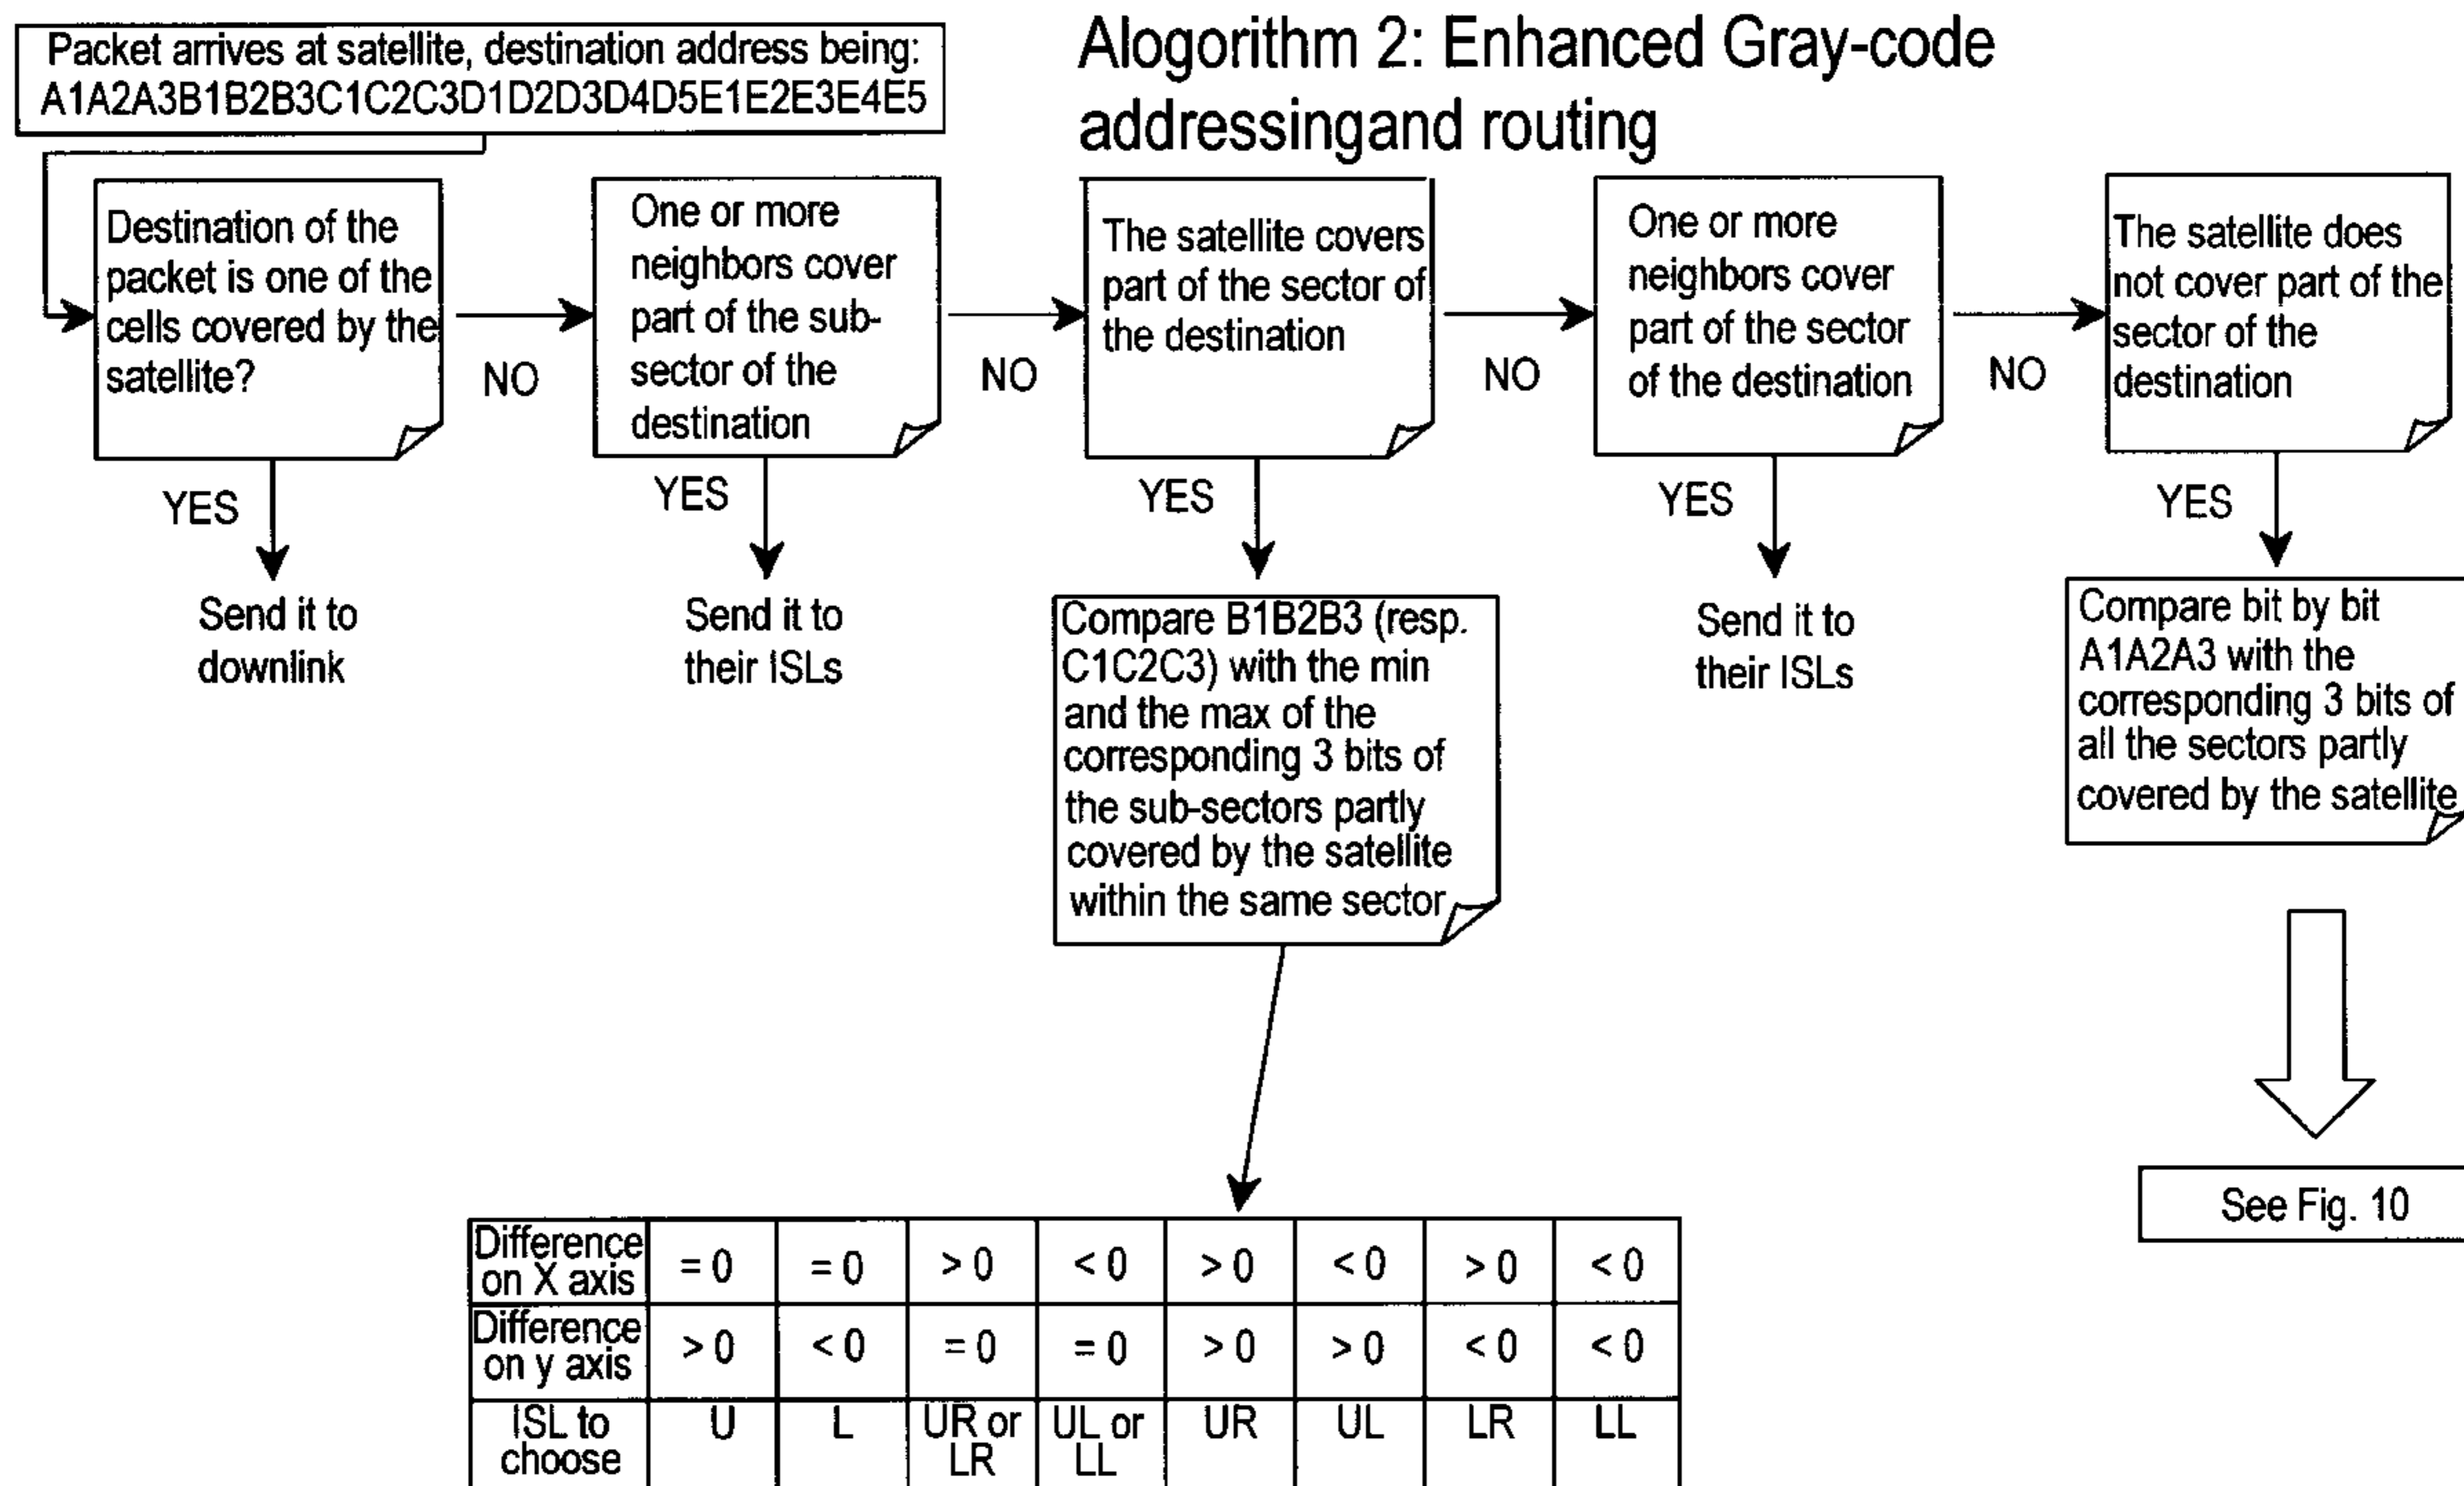 Packet arrives at satellite, destination address being:
A1A2A3B1B2B3C1C2C3D1D2D3D4D5E1E2E3E4E5
Alogorithm 2: Enhanced Gray-code
addressingand routing
Destination of the
packet is one of the
cells covered by the
satellite?
NO
One or more
neighbors cover
part of the sub-
sector of the
destination
NO
The satellite covers
part of the sector of
the destination
NO
One or more
neighbors cover
part of the sector
of the destination
NO
The satellite does
not cover part of the
sector of the
destination
YES
YES
YES
YES
YES
Send it to
downlink
Send it to
their ISLs
Compare B1B2B3 (resp.
C1C2C3) with the min
and the max of the
corresponding 3 bits of
the sub-sectors partly
covered by the satellite
within the same sector
Send it to
their ISLs
Compare bit by bit
A1A2A3 with the
corresponding 3 bits of
all the sectors partly
covered by the satellite
See Fig. 10
Difference
on X axis
= 0
= 0
> 0
< 0
> 0
< 0
> 0
< 0
Difference
on y axis
> 0
< 0
= 0
= 0
> 0
> 0
< 0
< 0
ISL to
choose
U
L
UR or
LR
UL or
LL
UR
UL
LR
LL